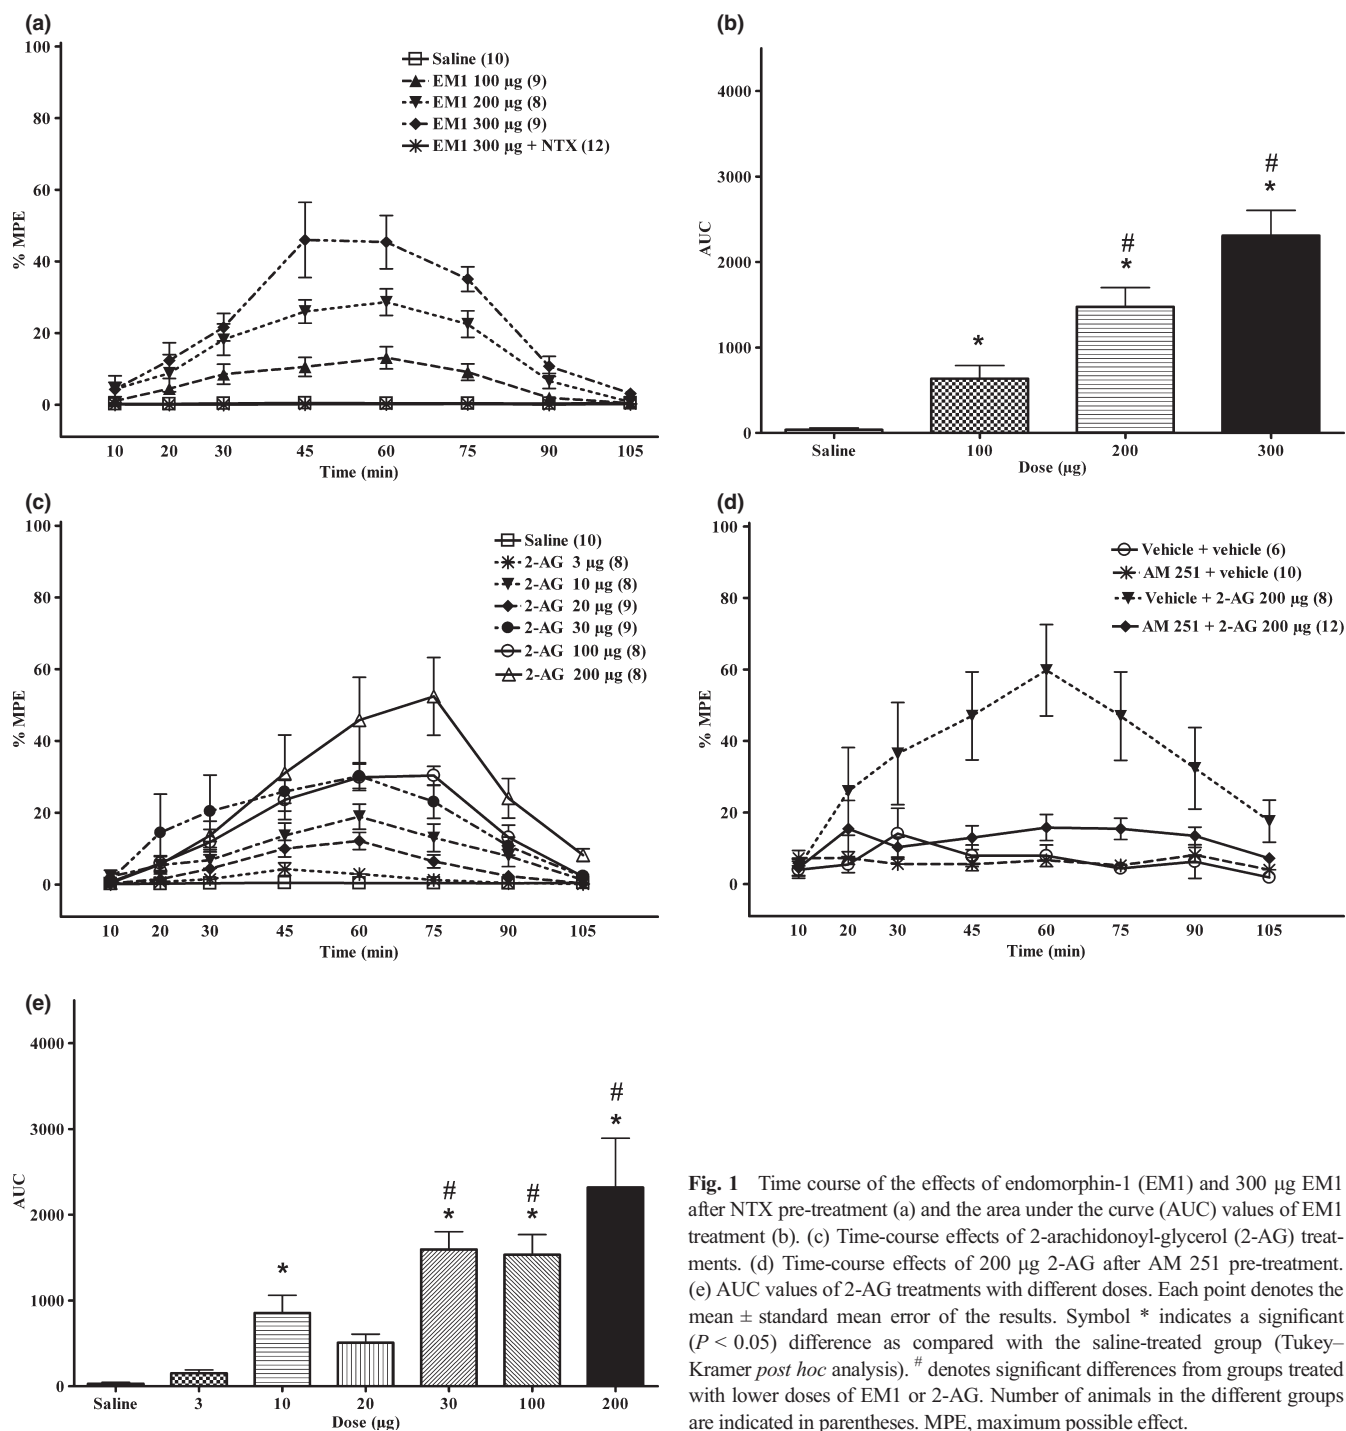 (a)
100
80
60
40
20
0
% MPE
Saline (10)
EM1 100 µg (9)
EM1 200 µg (8)
EM1 300 µg (9)
EM1 300 µg + NTX (12)
10 20 30 45 60 75 90 105
Time (min)
(b)
4000
3000
2000
1000
0
AUC
*
#
*
#
*
Saline 100 200 300
Dose (µg)
(c)
100
80
60
40
20
0
% MPE
Saline (10)
2-AG 3 µg (8)
2-AG 10 µg (8)
2-AG 20 µg (9)
2-AG 30 µg (9)
2-AG 100 µg (8)
2-AG 200 µg (8)
10 20 30 45 60 75 90 105
Time (min)
(d)
100
80
60
40
20
0
% MPE
Vehicle + vehicle (6)
AM 251 + vehicle (10)
Vehicle + 2-AG 200 µg (8)
AM 251 + 2-AG 200 µg (12)
10 20 30 45 60 75 90 105
Time (min)
(e)
4000
3000
2000
1000
0
AUC
*
#
*
#
*
#
*
Saline 3 10 20 30 100 200
Dose (µg)
Fig. 1 Time course of the effects of endomorphin-1 (EM1) and 300 µg EM1
after NTX pre-treatment (a) and the area under the curve (AUC) values of EM1
treatment (b). (c) Time-course effects of 2-arachidonoyl-glycerol (2-AG) treat-
ments. (d) Time-course effects of 200 µg 2-AG after AM 251 pre-treatment.
(e) AUC values of 2-AG treatments with different doses. Each point denotes the
mean ± standard mean error of the results. Symbol * indicates a significant
(P < 0.05) difference as compared with the saline-treated group (Tukey–
Kramer post hoc analysis). # denotes significant differences from groups treated
with lower doses of EM1 or 2-AG. Number of animals in the different groups
are indicated in parentheses. MPE, maximum possible effect.